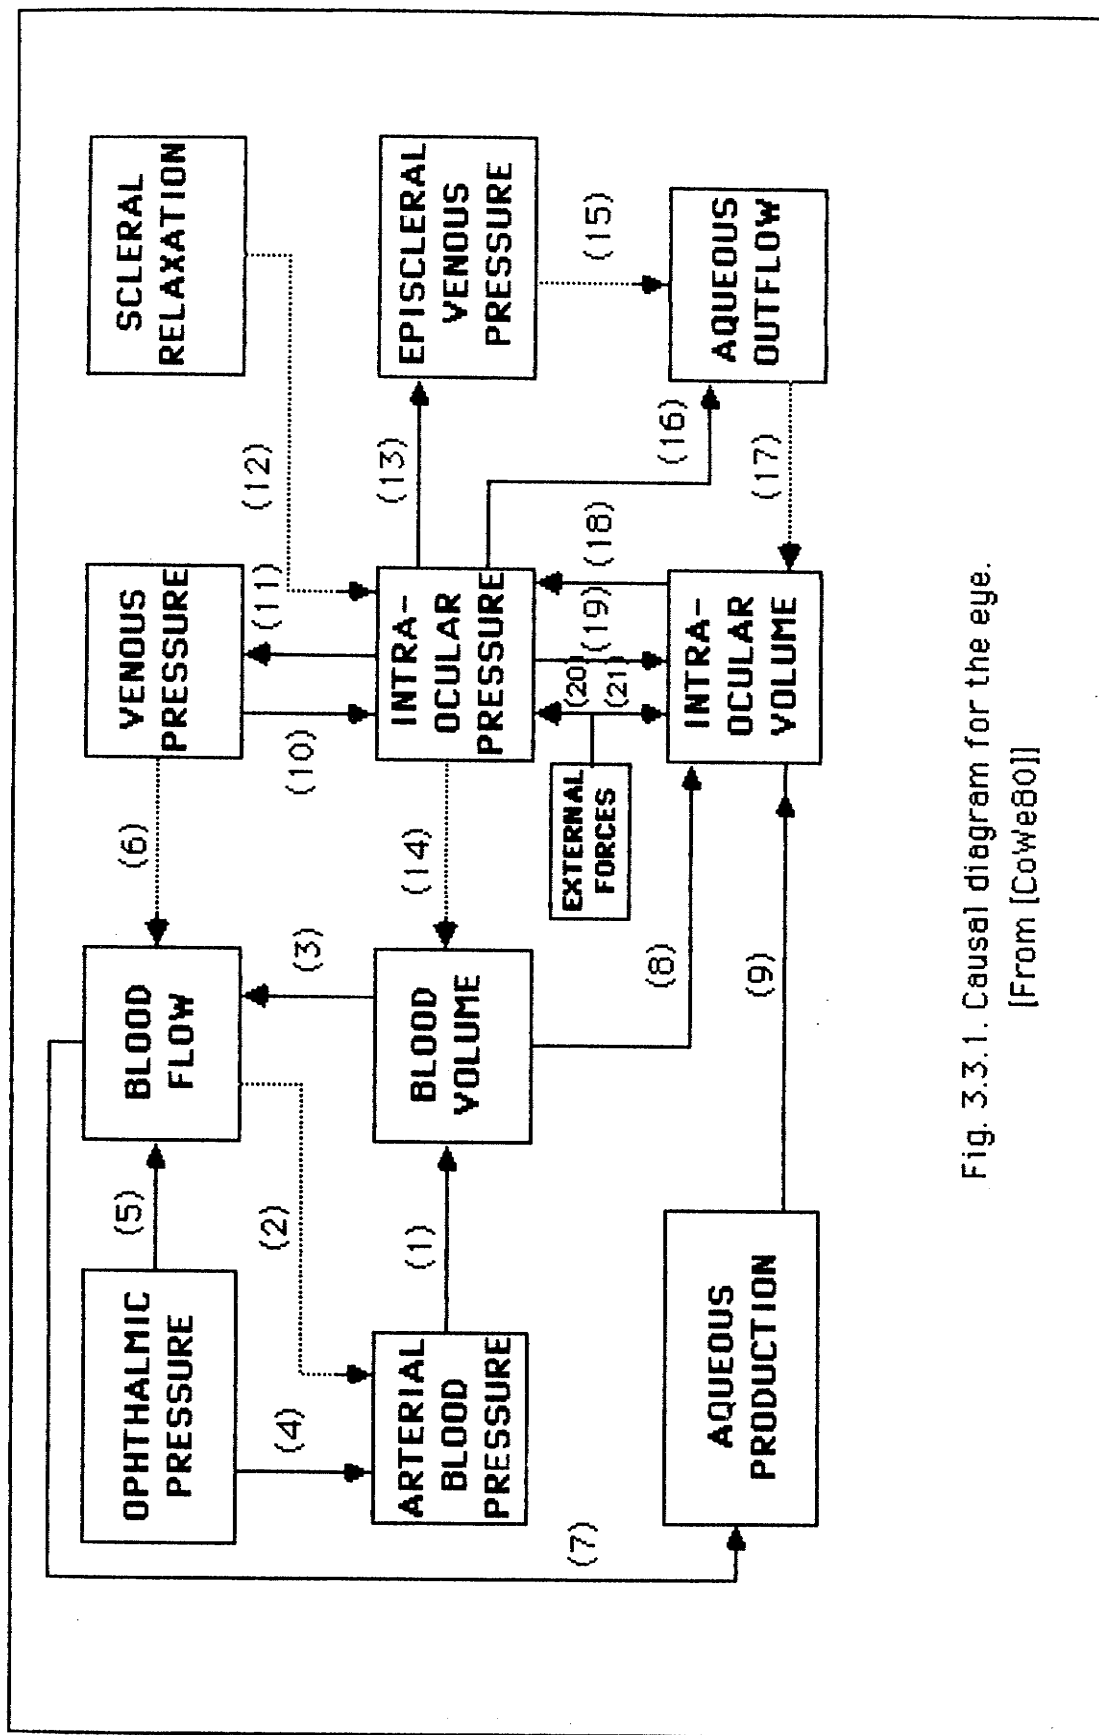 OPHTHALMIC
PRESSURE
(5)
BLOOD
FLOW
(6)
VENOUS
PRESSURE
SCLERAL
RELAXATION
(4)
(2)
(3)
(10)
(11)
(12)
ARTERIAL
BLOOD
PRESSURE
(1)
BLOOD
VOLUME
(14)
INTRA-
OCULAR
PRESSURE
(13)
EPISCLERAL
VENOUS
PRESSURE
(7)
(8)
EXTERNAL
FORCES
(20)
(21)
(19)
(18)
(16)
(15)
AQUEOUS
PRODUCTION
(9)
INTRA-
OCULAR
VOLUME
(17)
AQUEOUS
OUTFLOW
Fig. 3.3.1. Causal diagram for the eye.
[From [CoWe80]]